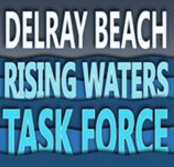 DELRAY BEACH
RISING WATERS
TASK FORCE